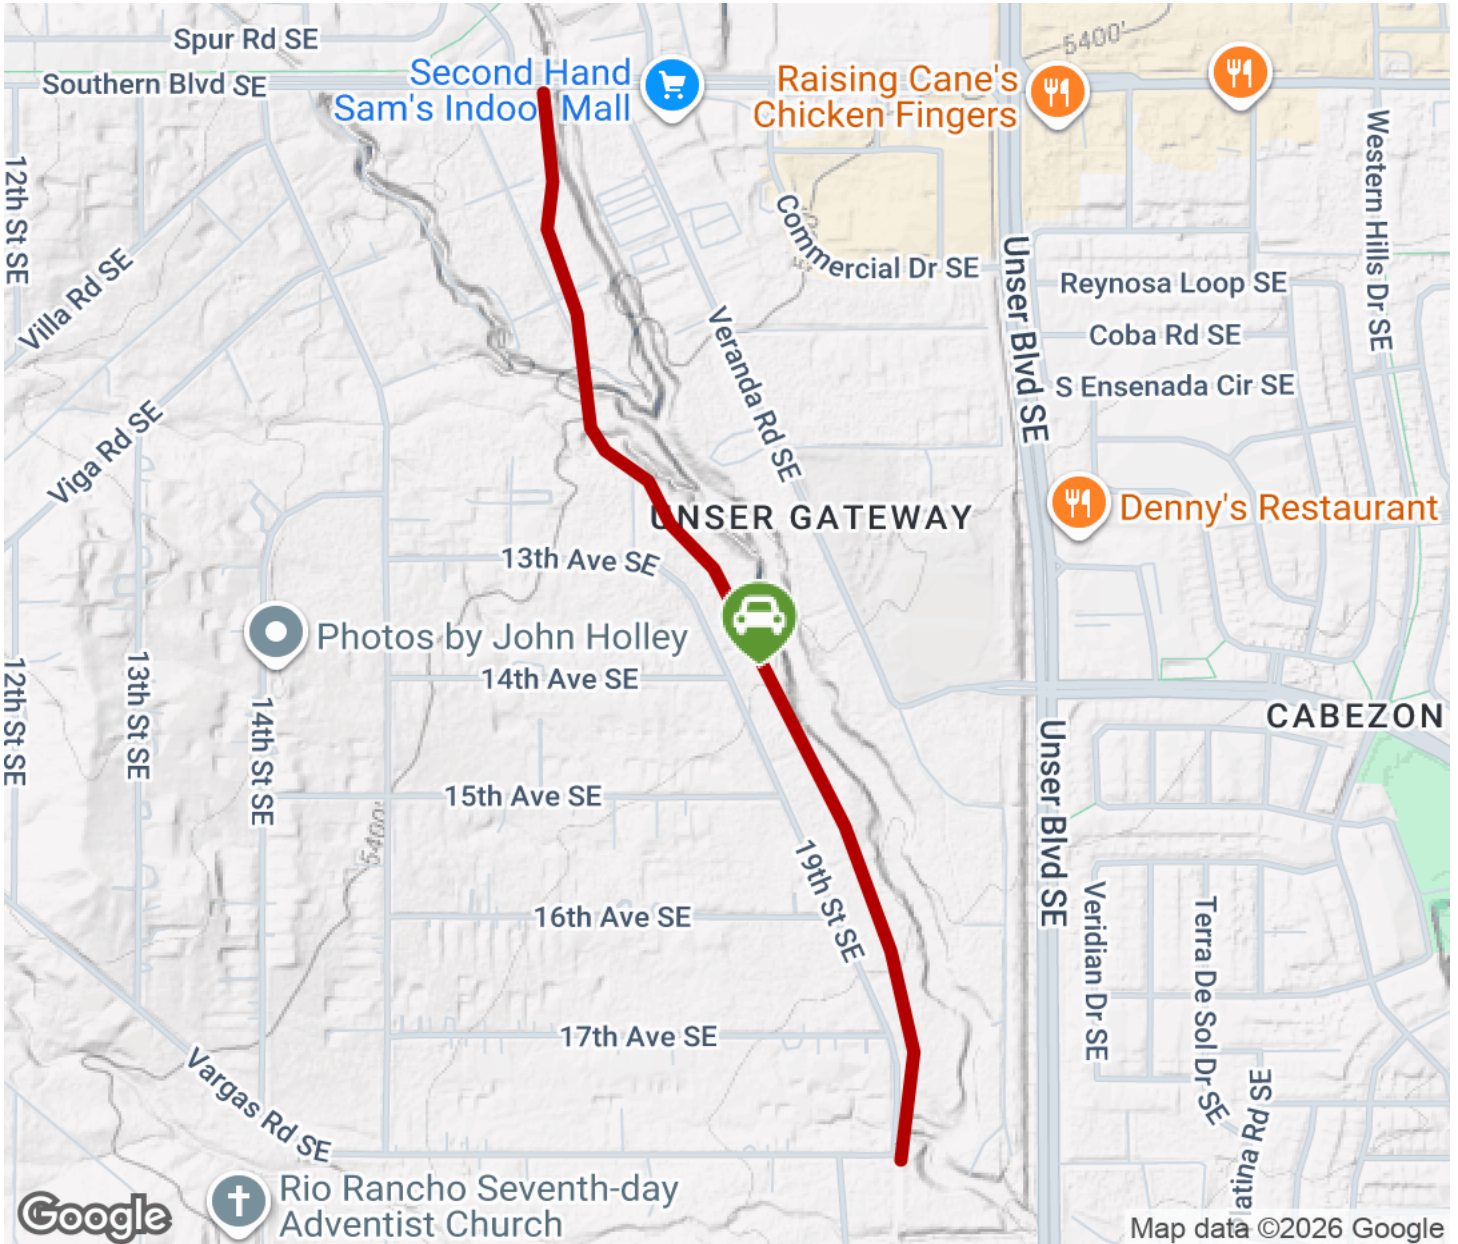 Spur Rd SE
Southern Blvd SE
Second Hand
Sam's Indoor Mall
Raising Cane's
Chicken Fingers
5400'
12th St SE
Western Hills Dr SE
Commercial Dr SE
Unser Blvd SE
Reynosa Loop SE
Villa Rd SE
Coba Rd SE
Veranda Rd SE
S Ensenada Cir SE
Viga Rd SE
Denny's Restaurant
UNSER GATEWAY
13th Ave SE
Photos by John Holley
14th Ave SE
12th St SE
13th St SE
14th St SE
CABEZON
Unser Blvd SE
15th Ave SE
5400'
19th St SE
16th Ave SE
Veridian Dr SE
Terra De Sol Dr SE
17th Ave SE
Vargas Rd SE
Platina Rd SE
Rio Rancho Seventh-day
Adventist Church
Google
Map data ©2026 Google